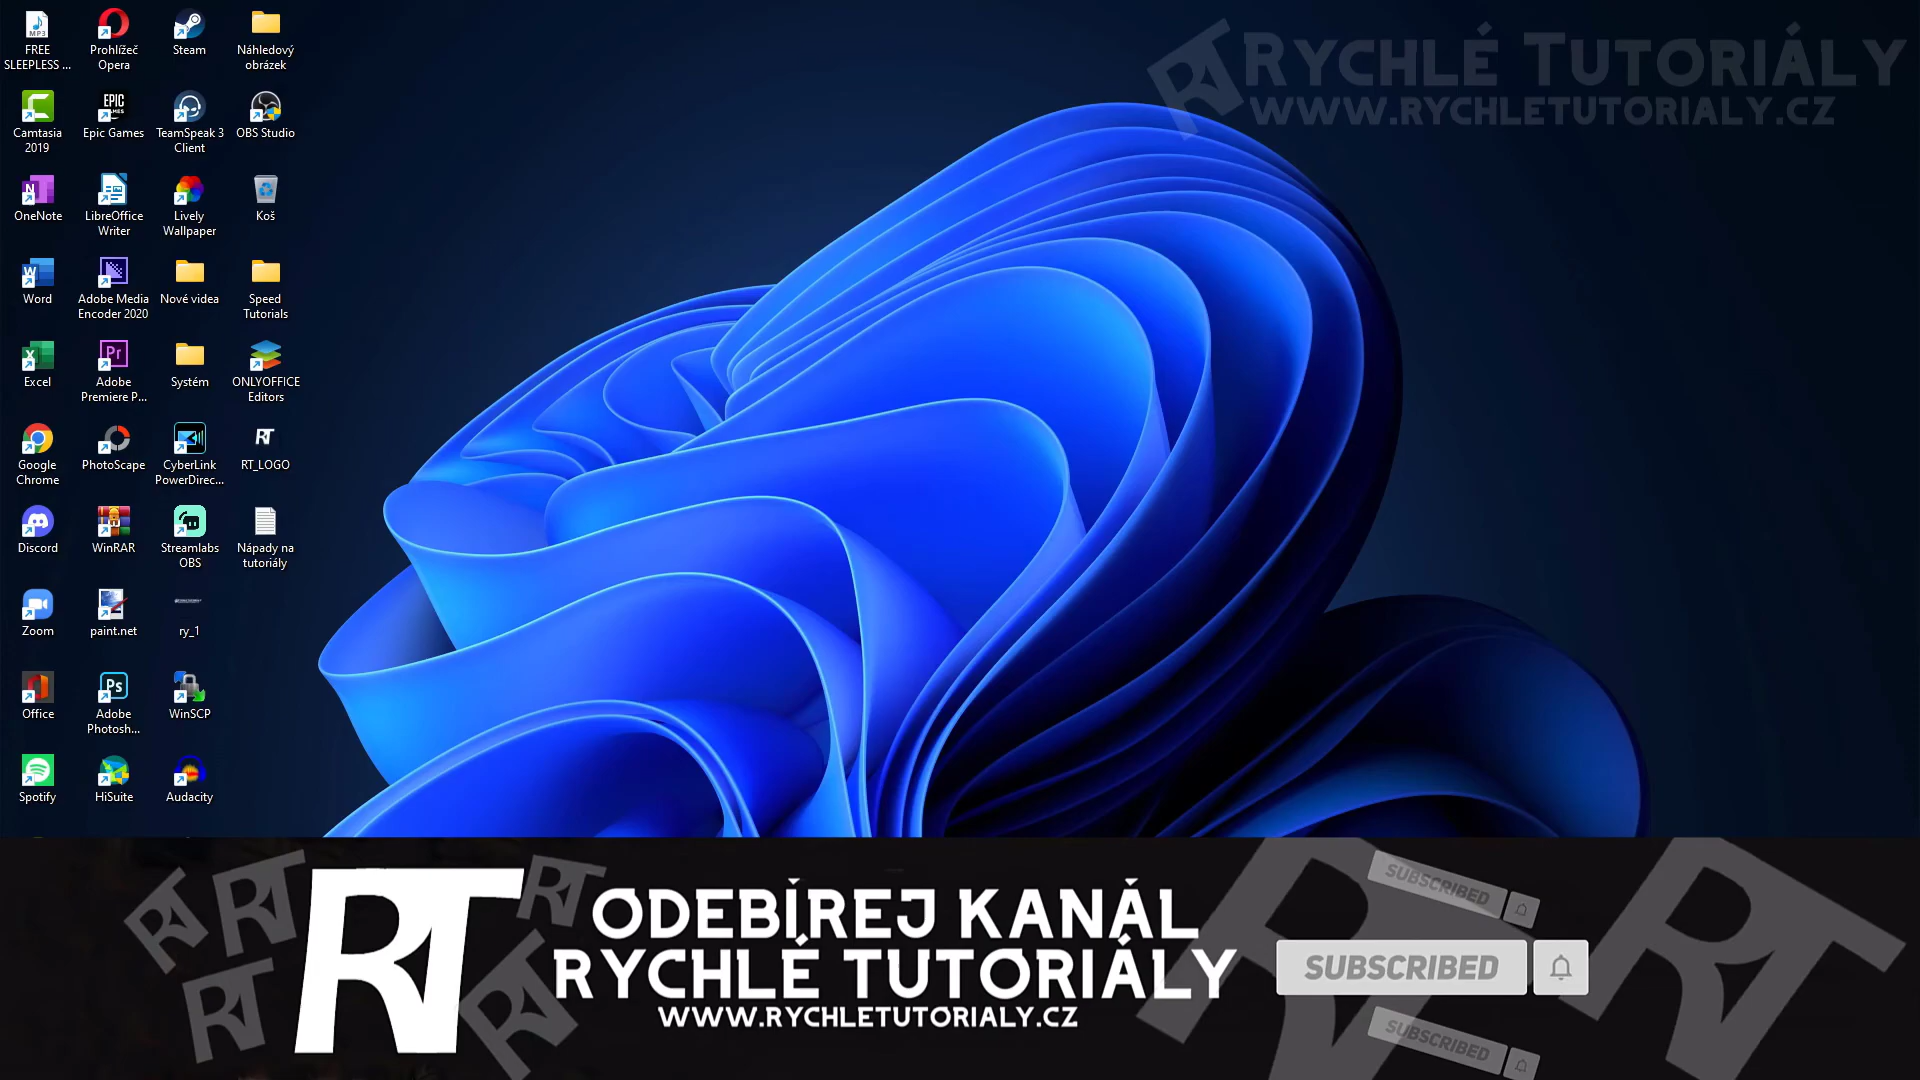 FREE
SLEEPLESS ...
Prohlížeč
Opera
Steam
Náhledový
obrázek
Camtasia
2019
Epic Games
TeamSpeak 3
Client
OBS Studio
OneNote
LibreOffice
Writer
Lively
Wallpaper
Koš
Word
Adobe Media
Encoder 2020
Nové videa
Speed
Tutorials
Excel
Adobe
Premiere P...
Systém
ONLYOFFICE
Editors
Google
Chrome
PhotoScape
CyberLink
PowerDirec...
RT_LOGO
Discord
WinRAR
Streamlabs
OBS
Nápady na
tutoriály
Zoom
paint.net
ry_1
Office
Adobe
Photosh...
WinSCP
Spotify
HiSuite
Audacity
RT RYCHLÉ TUTORIÁLY
WWW.RYCHLETUTORIALY.CZ
RT
ODEBÍREJ KANÁL
RYCHLÉ TUTORIÁLY
WWW.RYCHLETUTORIALY.CZ
SUBSCRIBED
SUBSCRIBED
SUBSCRIBED